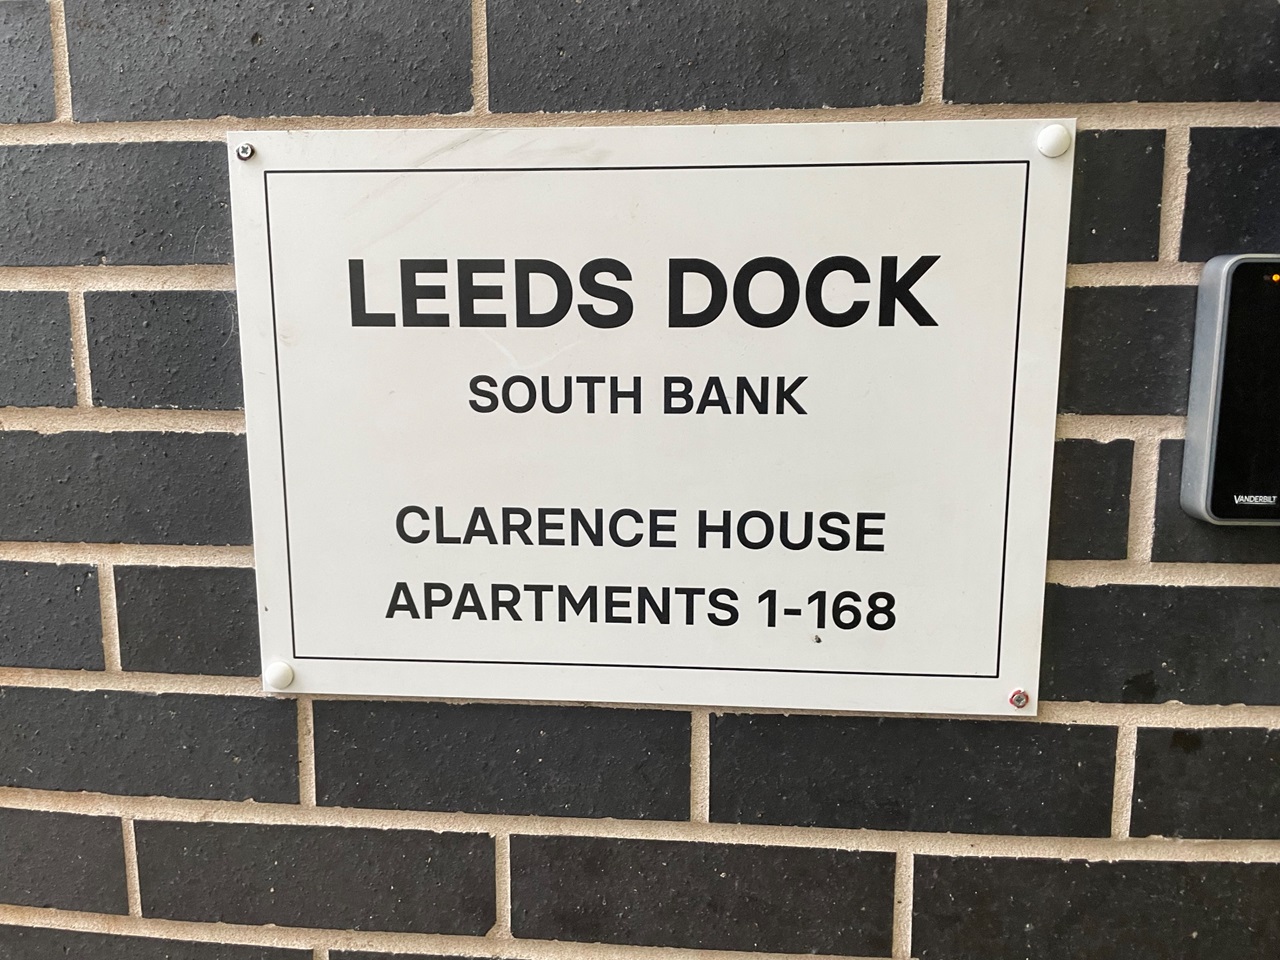 LEEDS DOCK
SOUTH BANK
CLARENCE HOUSE
APARTMENTS 1-168
VANDERBILT